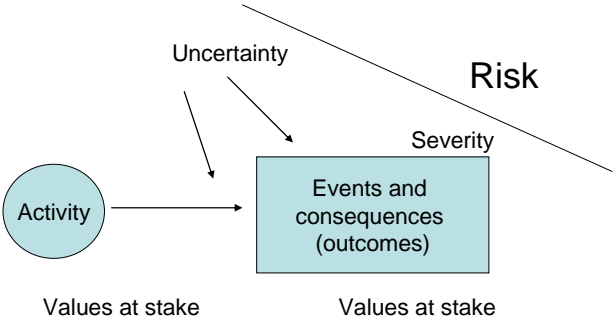 Uncertainty
Risk
Severity
Activity
Events and
consequences
(outcomes)
Values at stake
Values at stake